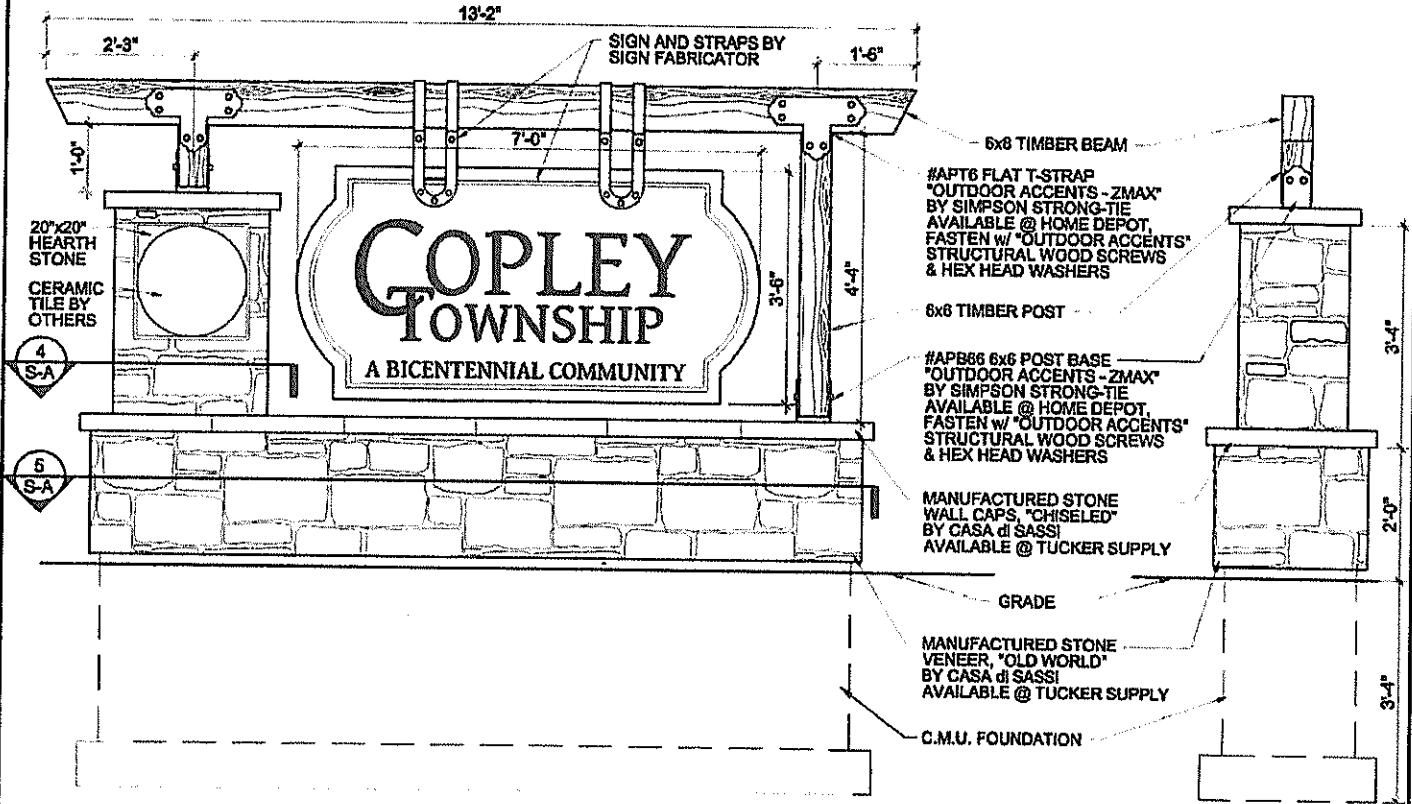 13'-2"
2'-3"
SIGN AND STRAPS BY
SIGN FABRICATOR
1'-6"
7'-0"
1'-0"
6x8 TIMBER BEAM
#APT6 FLAT T-STRAP
"OUTDOOR ACCENTS - ZMAX"
BY SIMPSON STRONG-TIE
AVAILABLE @ HOME DEPOT,
FASTEN w/ "OUTDOOR ACCENTS"
STRUCTURAL WOOD SCREWS
& HEX HEAD WASHERS
20"x20"
HEARTH
STONE
CERAMIC
TILE BY
OTHERS
COPLEY
TOWNSHIP
A BICENTENNIAL COMMUNITY
3'-6"
4'-4"
6x6 TIMBER POST
3'-4"
4
S-A
#APB66 6x6 POST BASE
"OUTDOOR ACCENTS - ZMAX"
BY SIMPSON STRONG-TIE
AVAILABLE @ HOME DEPOT,
FASTEN w/ "OUTDOOR ACCENTS"
STRUCTURAL WOOD SCREWS
& HEX HEAD WASHERS
5
S-A
MANUFACTURED STONE
WALL CAPS, "CHISELED"
BY CASA di SASSI
AVAILABLE @ TUCKER SUPPLY
2'-0"
GRADE
MANUFACTURED STONE
VENEER, "OLD WORLD"
BY CASA di SASSI
AVAILABLE @ TUCKER SUPPLY
3'-4"
C.M.U. FOUNDATION